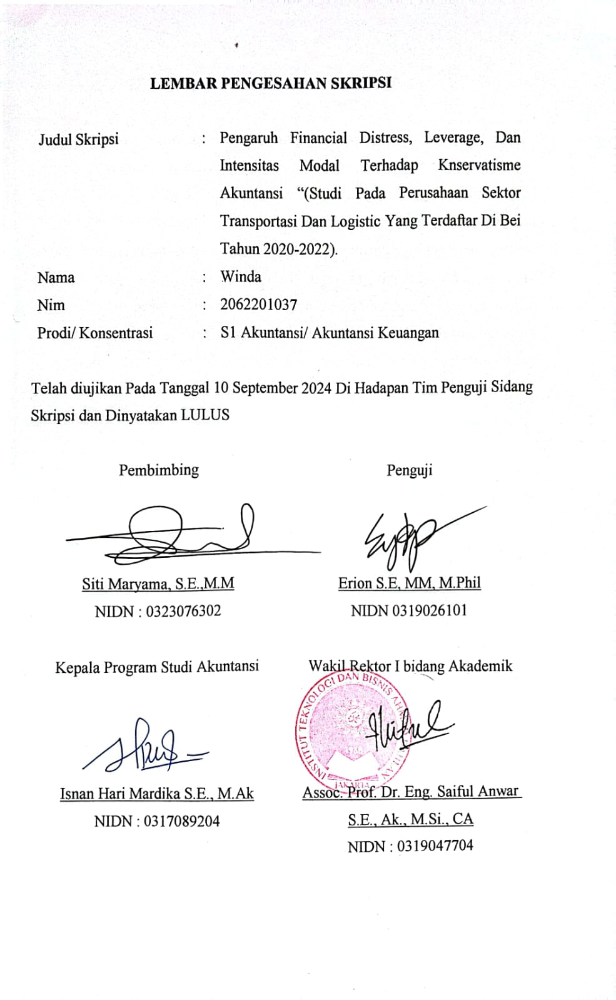 LEMBAR PENGESAHAN SKRIPSI
Judul Skripsi : Pengaruh Financial Distress, Leverage, Dan
Intensitas Modal Terhadap Knservatisme
Akuntansi “(Studi Pada Perusahaan Sektor
Transportasi Dan Logistic Yang Terdaftar Di Bei
Tahun 2020-2022).
Nama : Winda
Nim : 2062201037
Prodi/ Konsentrasi : S1 Akuntansi/ Akuntansi Keuangan
Telah diujikan Pada Tanggal 10 September 2024 Di Hadapan Tim Penguji Sidang
Skripsi dan Dinyatakan LULUS
Pembimbing Penguji
Siti Maryama, S.E.,M.M Erion S.E, MM, M.Phil
NIDN : 0323076302 NIDN 0319026101
Kepala Program Studi Akuntansi Wakil Rektor I bidang Akademik
INSTITUT TEKNOLOGI DAN BISNIS
JAKARTA
Isnan Hari Mardika S.E., M.Ak Assoc. Prof. Dr. Eng. Saiful Anwar
NIDN : 0317089204 S.E., Ak., M.Si., CA
NIDN : 0319047704